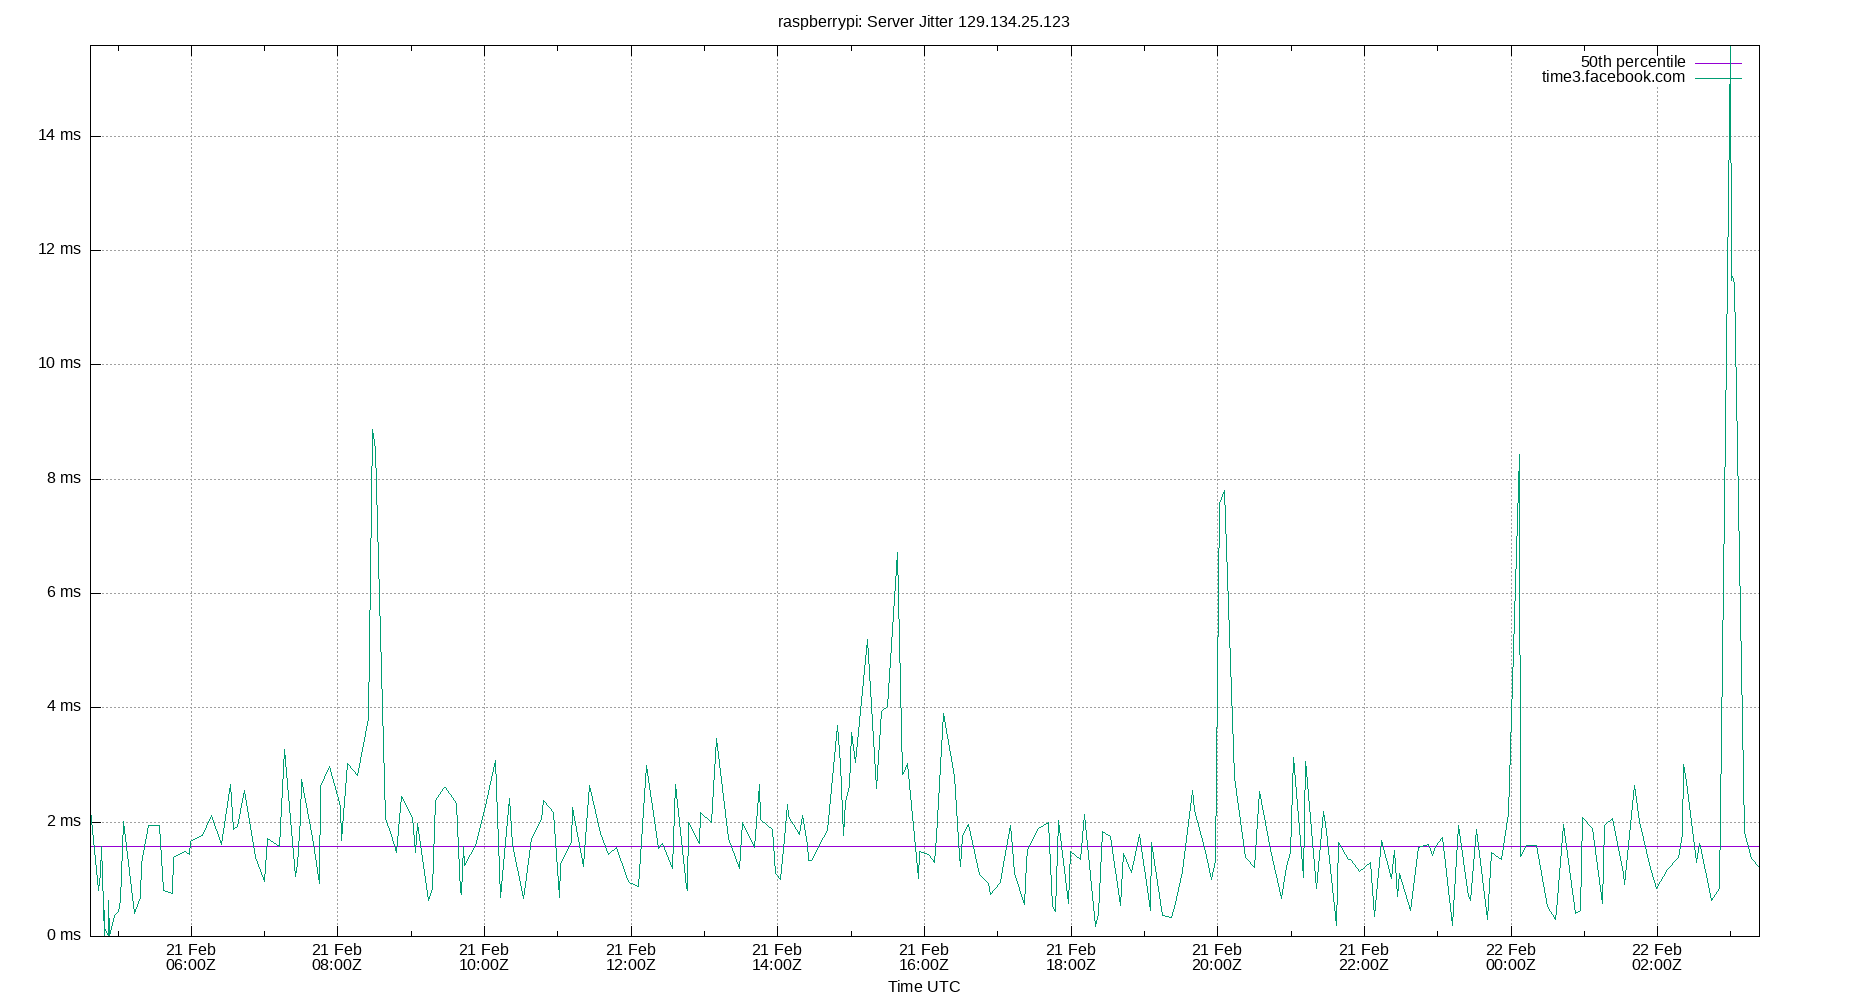 raspberrypi: Server Jitter 129.134.25.123
50th percentile
time3.facebook.com
14 ms
12 ms
10 ms
8 ms
6 ms
4 ms
2 ms
0 ms
21 Feb 21 Feb 21 Feb 21 Feb 21 Feb 21 Feb 21 Feb 21 Feb 21 Feb 22 Feb 22 Feb
06:00Z 08:00Z 10:00Z 12:00Z 14:00Z 16:00Z 18:00Z 20:00Z 22:00Z 00:00Z 02:00Z
Time UTC